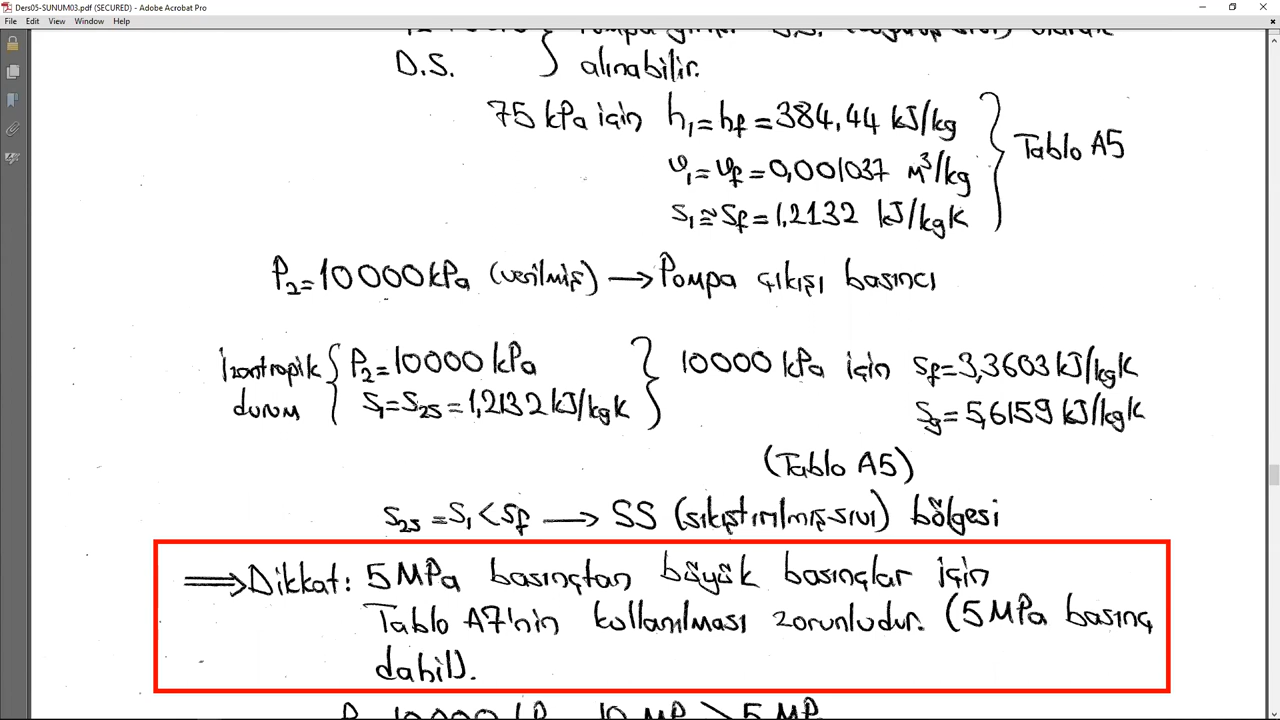 Ders05-SUNUM03.pdf (SECURED) - Adobe Acrobat Pro
File Edit View Window Help
D.S. } alınabilir.
75 kPa için h₁=hf=384,44 kJ/kg
Tablo A5
υ₁=υf=0,001037 m³/kg
s₁≅sf=1,2132 kJ/kgK
P₂=10000kPa (verilmiş) → Pompa çıkışı basıncı
İzontropik { P₂=10000 kPa } 10000 kPa için sf=3,3603 kJ/kgK
durum s₁=s₂s=1,2132 kJ/kgK sg=5,6159 kJ/kgK
(Tablo A5)
s₂s=s₁<sf → SS (sıkıştırılmış-sıvı) bölgesi
⟹ Dikkat: 5 MPa basınçtan büyük basınçlar için
Tablo A7'nin kullanılması zorunludur. (5 MPa basınç
dahil).